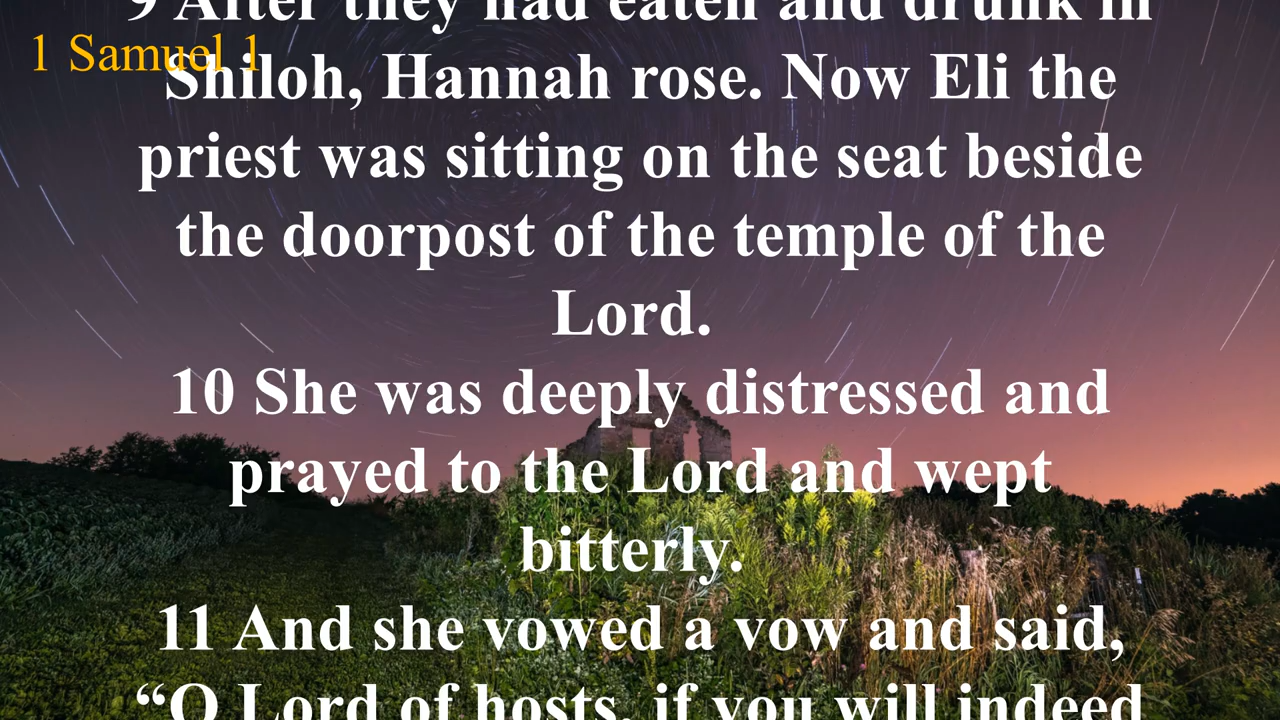 9 After they had eaten and drunk in
1 Samuel 1
Shiloh, Hannah rose. Now Eli the
priest was sitting on the seat beside
the doorpost of the temple of the
Lord.
10 She was deeply distressed and
prayed to the Lord and wept
bitterly.
11 And she vowed a vow and said,
“O Lord of hosts, if you will indeed